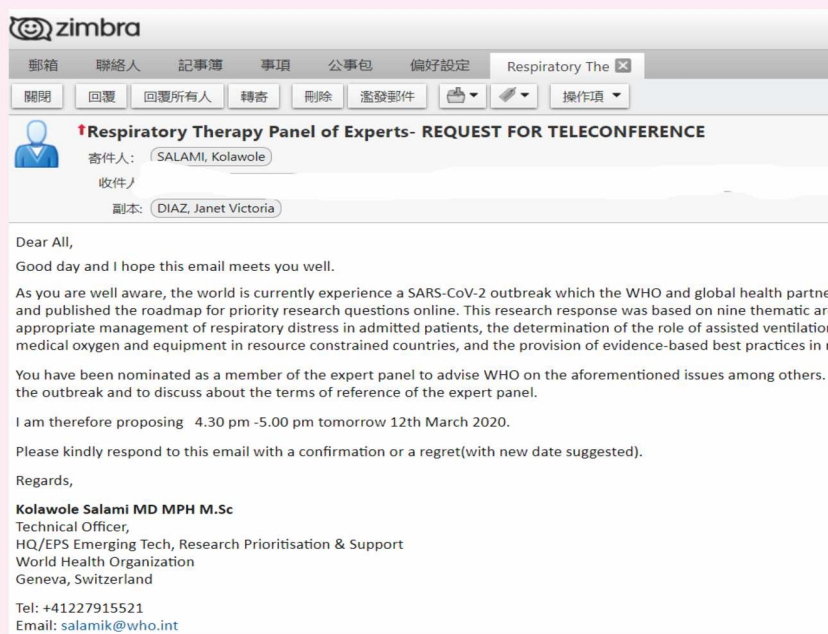 zimbra
郵箱 聯絡人 記事簿 事項 公事包 偏好設定 Respiratory The
關閉 回覆 回覆所有人 轉寄 刪除 濫發郵件 操作項
Respiratory Therapy Panel of Experts- REQUEST FOR TELECONFERENCE
寄件人: SALAMI, Kolawole
收件人
副本: DIAZ, Janet Victoria
Dear All,
Good day and I hope this email meets you well.
As you are well aware, the world is currently experience a SARS-CoV-2 outbreak which the WHO and global health partne
and published the roadmap for priority research questions online. This research response was based on nine thematic ar
appropriate management of respiratory distress in admitted patients, the determination of the role of assisted ventilation
medical oxygen and equipment in resource constrained countries, and the provision of evidence-based best practices in
You have been nominated as a member of the expert panel to advise WHO on the aforementioned issues among others.
the outbreak and to discuss about the terms of reference of the expert panel.
I am therefore proposing 4.30 pm -5.00 pm tomorrow 12th March 2020.
Please kindly respond to this email with a confirmation or a regret(with new date suggested).
Regards,
Kolawole Salami MD MPH M.Sc
Technical Officer,
HQ/EPS Emerging Tech, Research Prioritisation & Support
World Health Organization
Geneva, Switzerland
Tel: +41227915521
Email: salamik@who.int